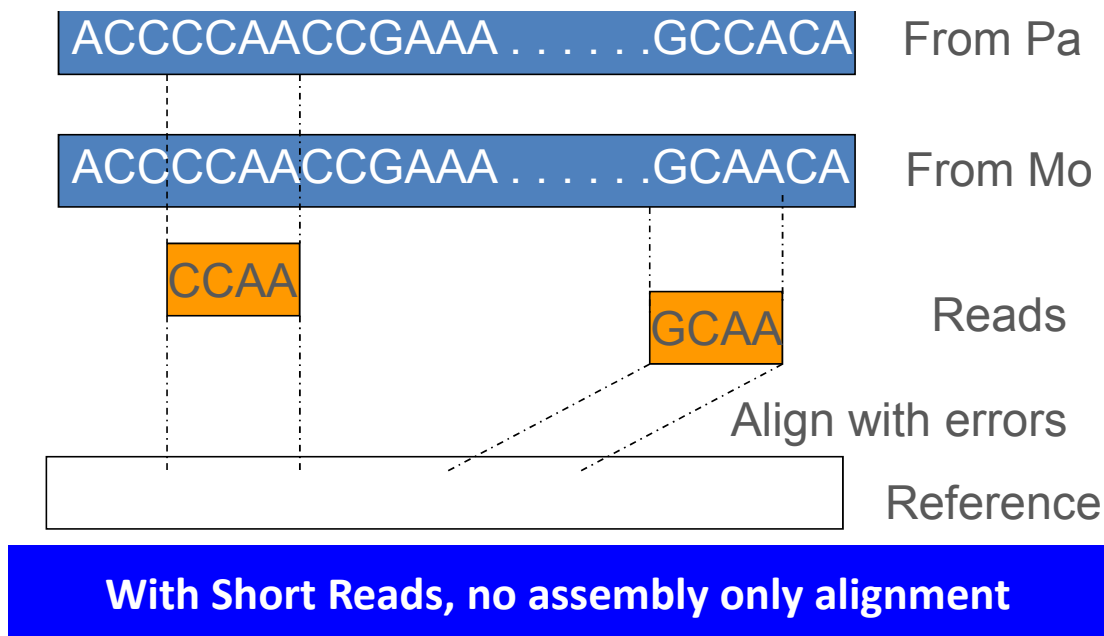 ACCCCAACCGAAA . . . . . .GCCACA From Pa
ACCCCAACCGAAA . . . . . .GCAACA From Mo
CCAA
GCAA Reads
Align with errors
Reference
With Short Reads, no assembly only alignment